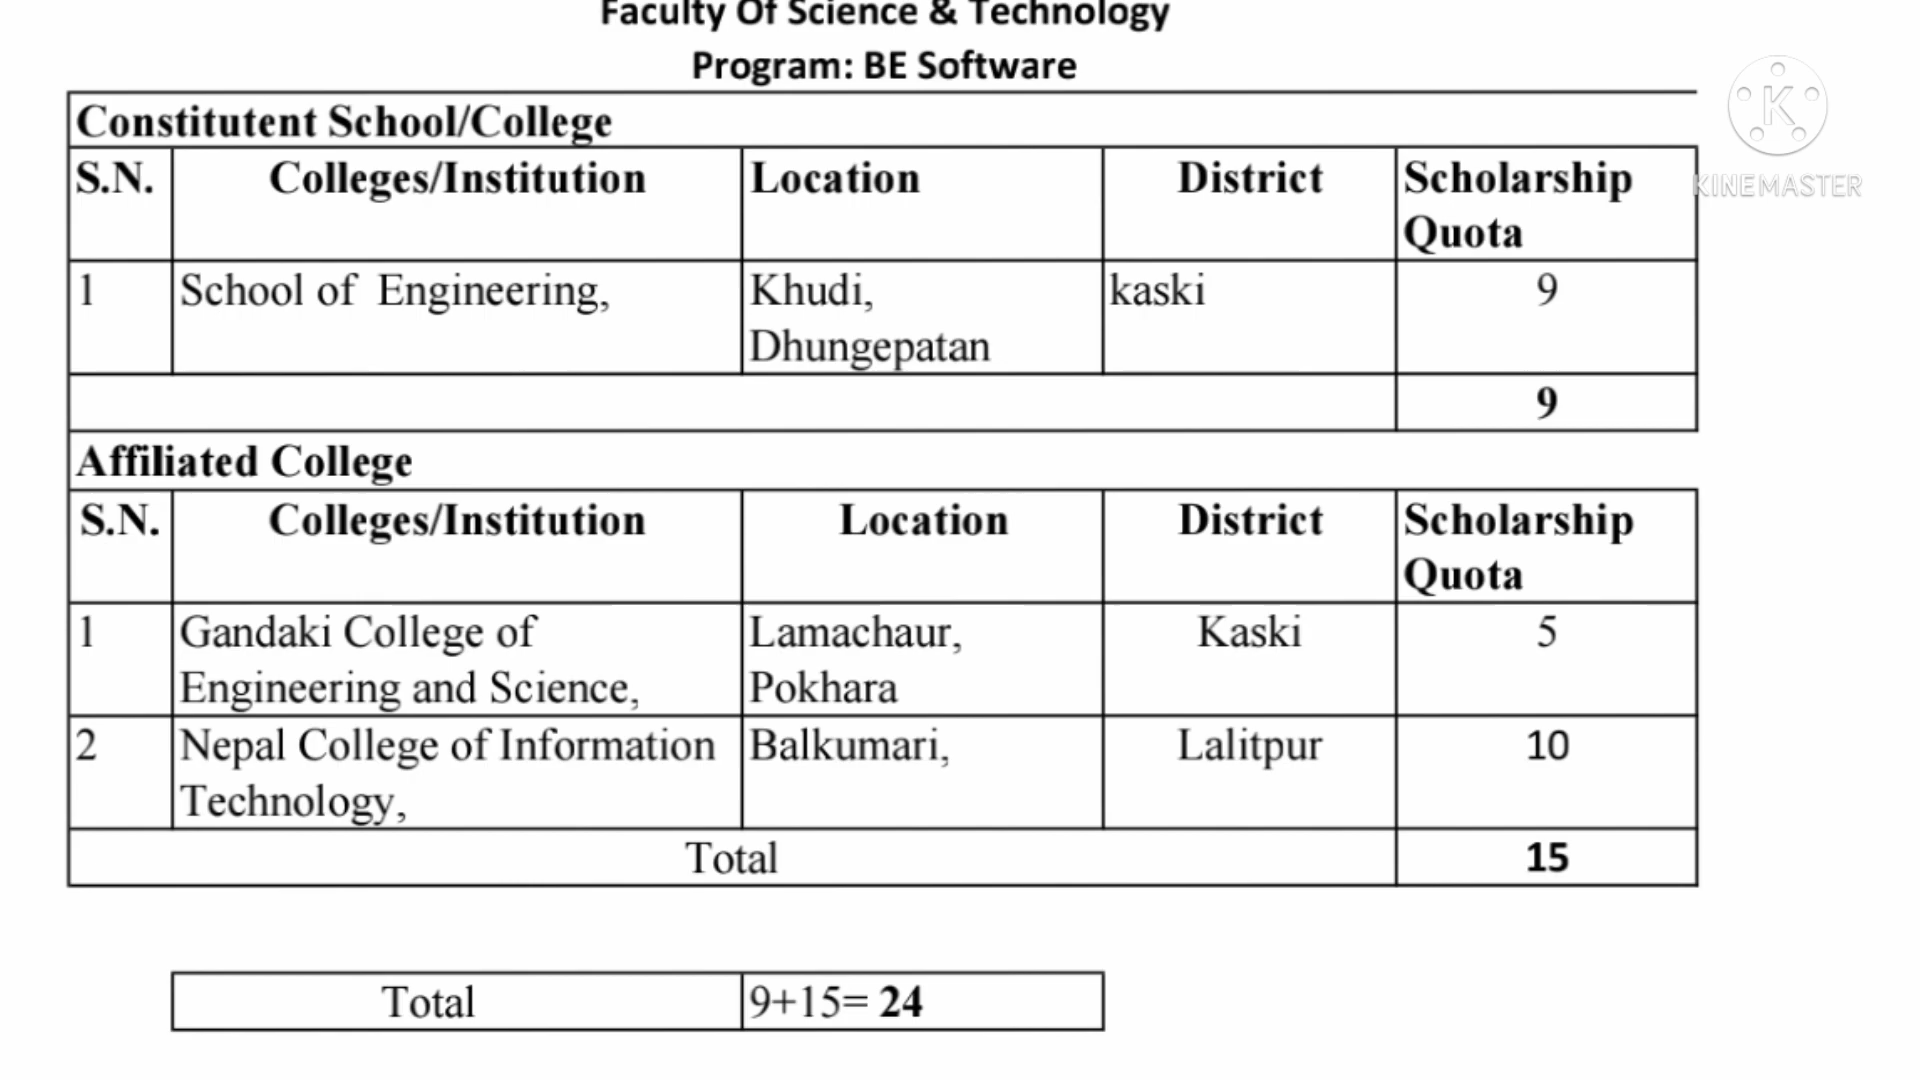 Faculty Of Science & Technology
Program: BE Software
Constitutent School/College
S.N. Colleges/Institution Location District Scholarship
Quota
1 School of Engineering, Khudi, kaski 9
Dhungepatan
9
Affiliated College
S.N. Colleges/Institution Location District Scholarship
Quota
1 Gandaki College of Lamachaur, Kaski 5
Engineering and Science, Pokhara
2 Nepal College of Information Balkumari, Lalitpur 10
Technology,
Total 15
Total 9+15= 24
K
KINEMASTER